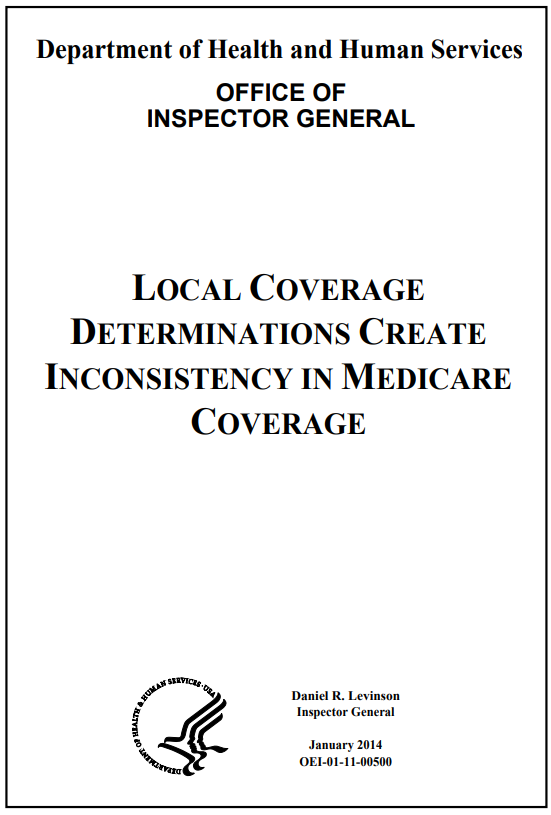 Department of Health and Human Services
OFFICE OF
INSPECTOR GENERAL
LOCAL COVERAGE
DETERMINATIONS CREATE
INCONSISTENCY IN MEDICARE
COVERAGE
DEPARTMENT OF HEALTH & HUMAN SERVICES · USA
Daniel R. Levinson
Inspector General
January 2014
OEI-01-11-00500